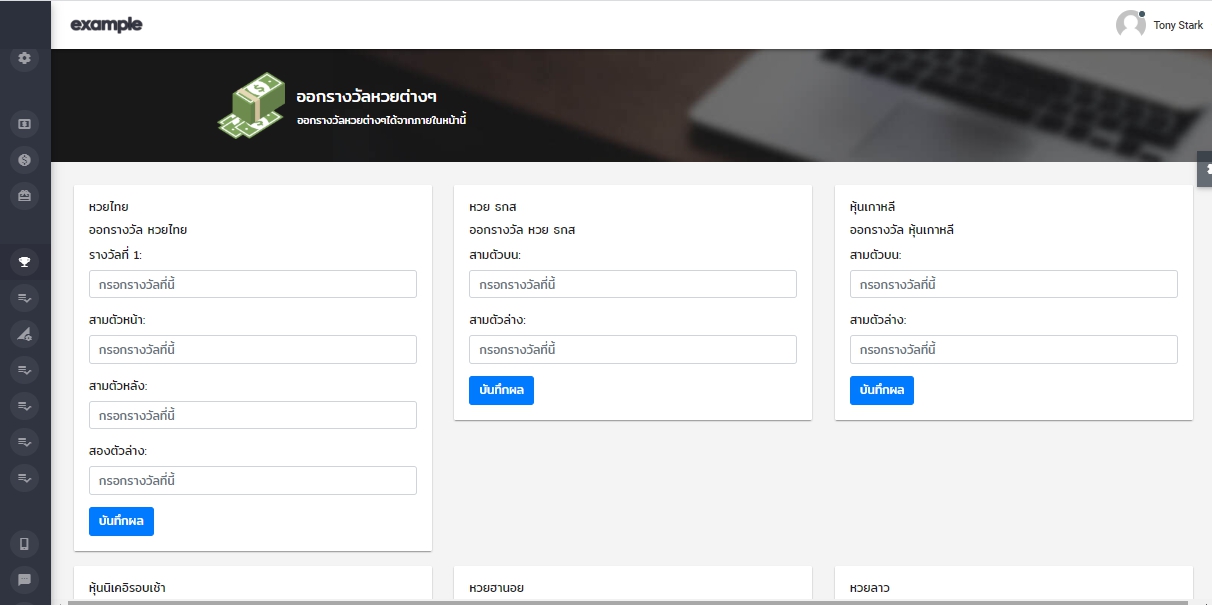 example
Tony Stark
ออกรางวัลหวยต่างๆ
ออกรางวัลหวยต่างๆได้จากภายในหน้านี้
หวยไทย
ออกรางวัล หวยไทย
รางวัลที่ 1:
กรอกรางวัลที่นี้
สามตัวหน้า:
กรอกรางวัลที่นี้
สามตัวหลัง:
กรอกรางวัลที่นี้
สองตัวล่าง:
กรอกรางวัลที่นี้
บันทึกผล
หวย ธกส
ออกรางวัล หวย ธกส
สามตัวบน:
กรอกรางวัลที่นี้
สามตัวล่าง:
กรอกรางวัลที่นี้
บันทึกผล
หุ้นเกาหลี
ออกรางวัล หุ้นเกาหลี
สามตัวบน:
กรอกรางวัลที่นี้
สามตัวล่าง:
กรอกรางวัลที่นี้
บันทึกผล
หุ้นนิเคอิรอบเช้า
หวยฮานอย
หวยลาว